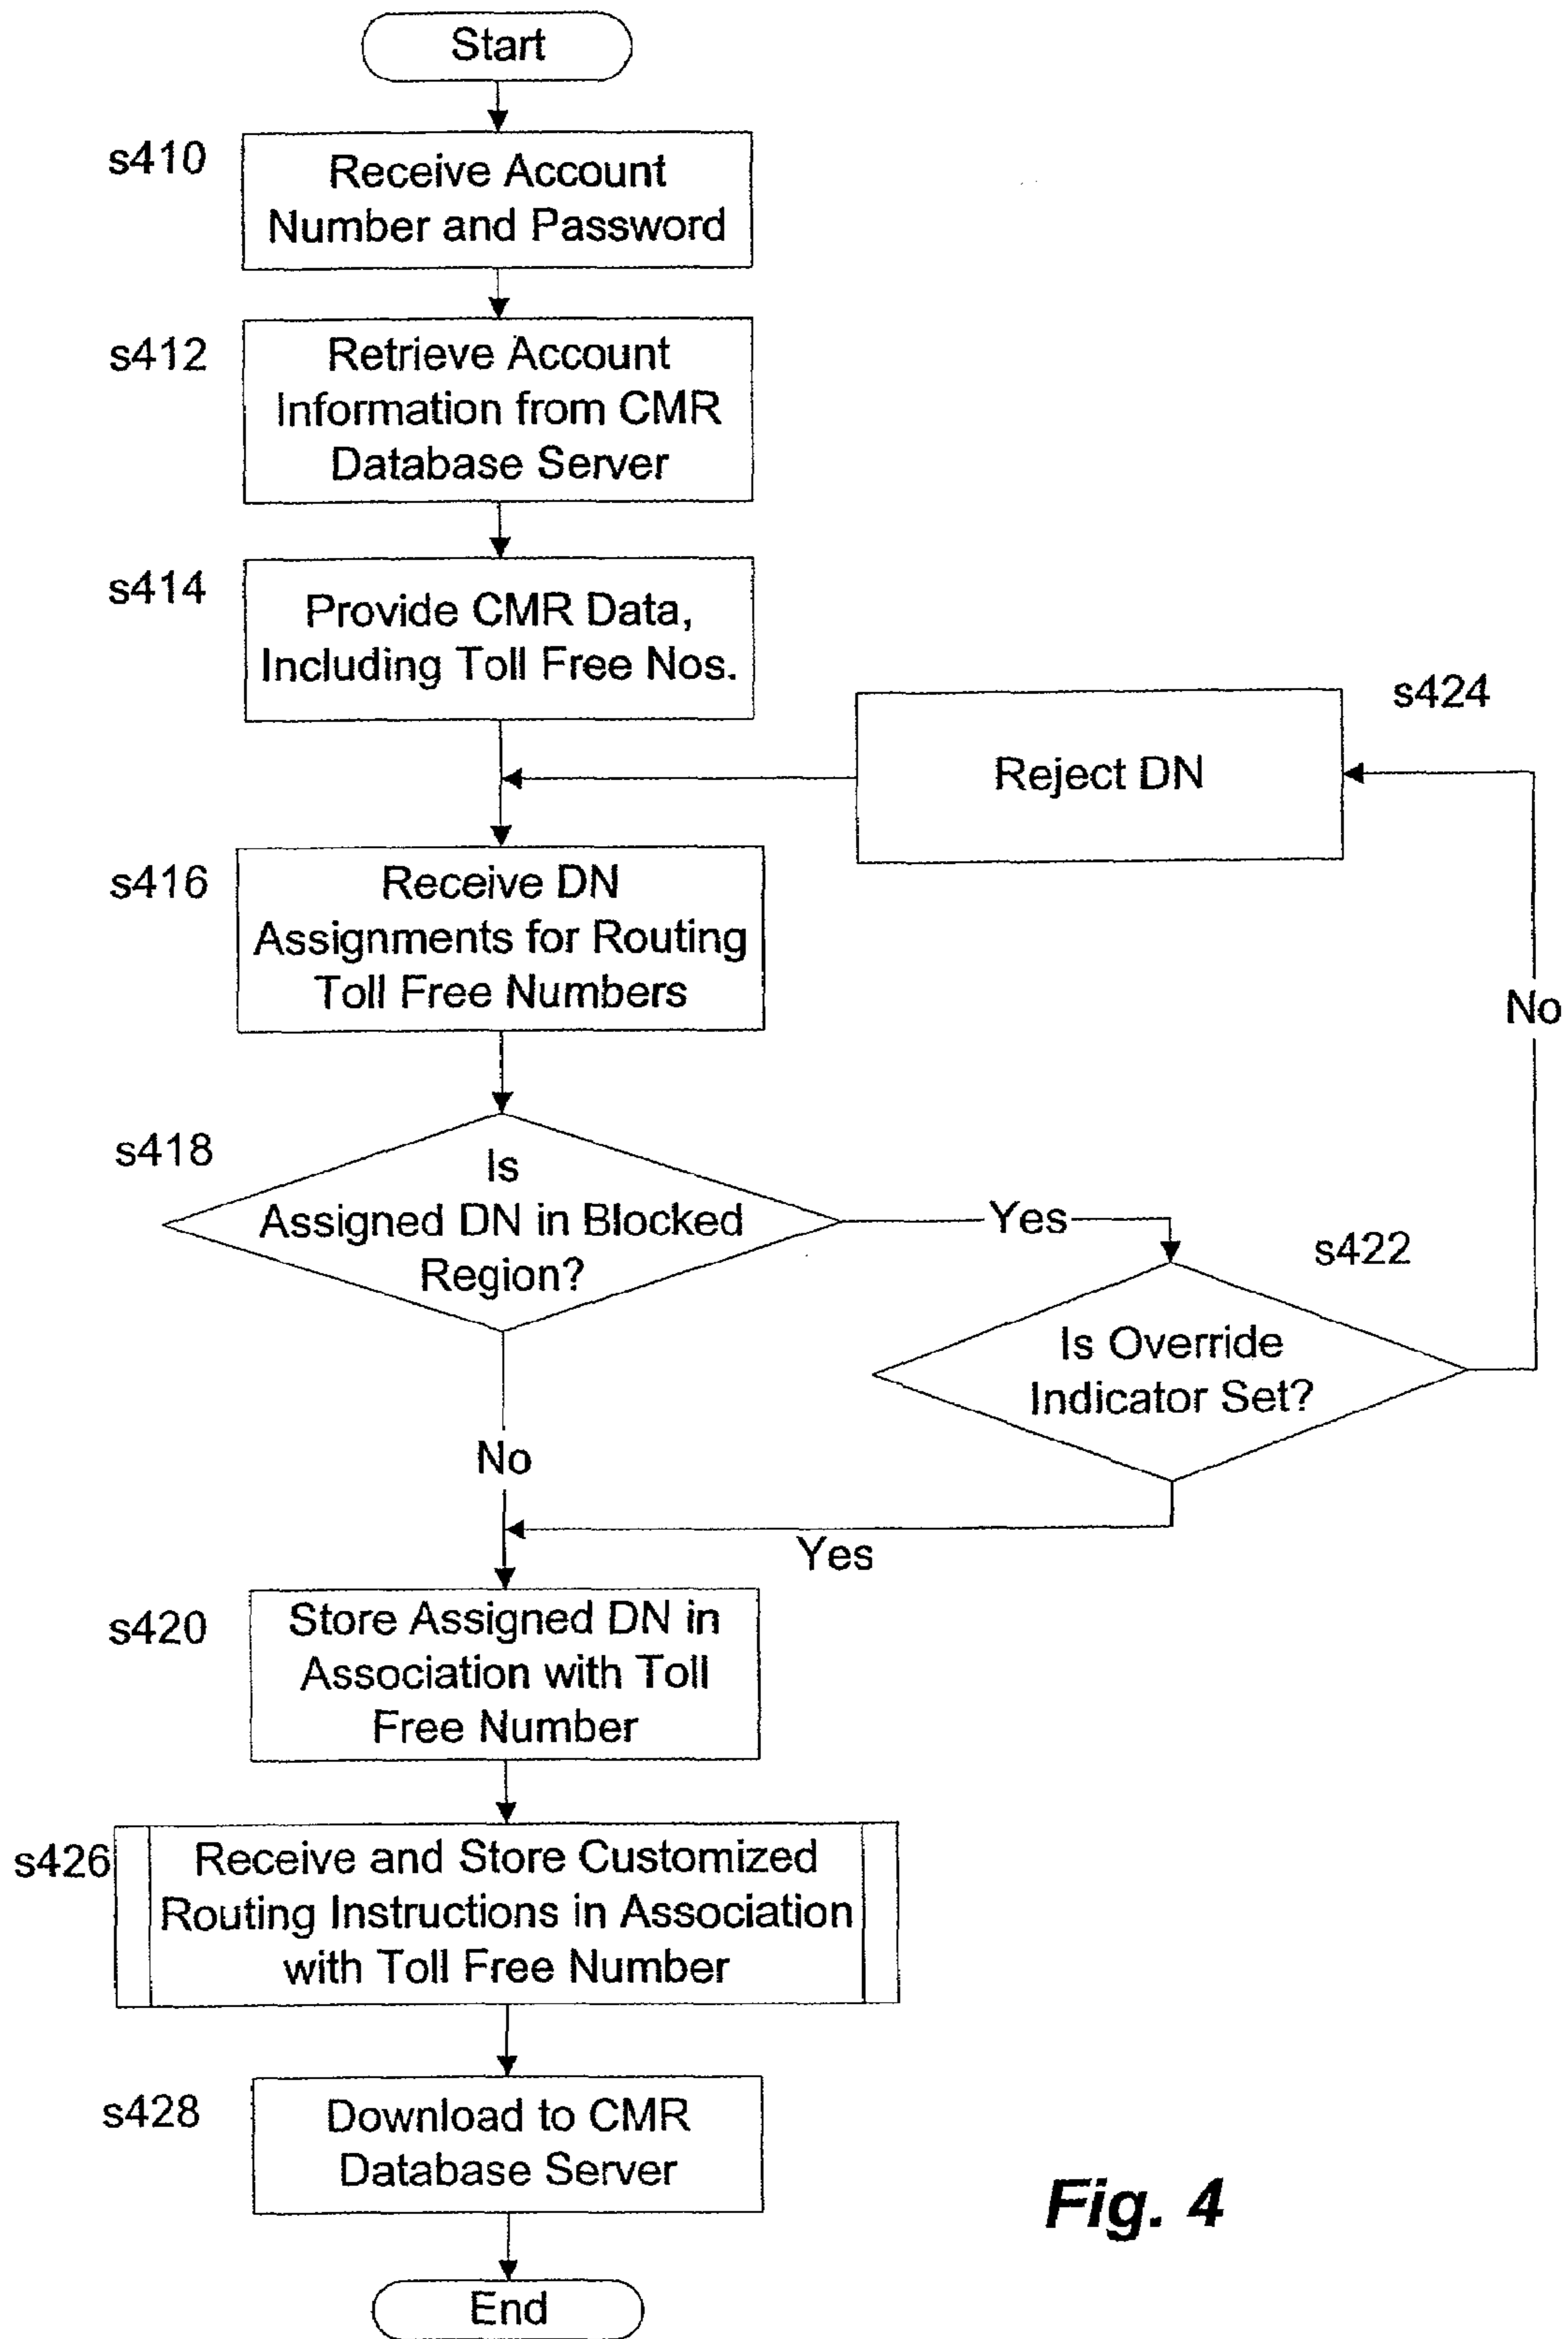 Start
s410
Receive Account
Number and Password
s412
Retrieve Account
Information from CMR
Database Server
s414
Provide CMR Data,
Including Toll Free Nos.
s424
Reject DN
s416
Receive DN
Assignments for Routing
Toll Free Numbers
No
s418
Is
Assigned DN in Blocked
Region?
Yes
s422
Is Override
Indicator Set?
No
Yes
s420
Store Assigned DN in
Association with Toll
Free Number
s426
Receive and Store Customized
Routing Instructions in Association
with Toll Free Number
s428
Download to CMR
Database Server
Fig. 4
End